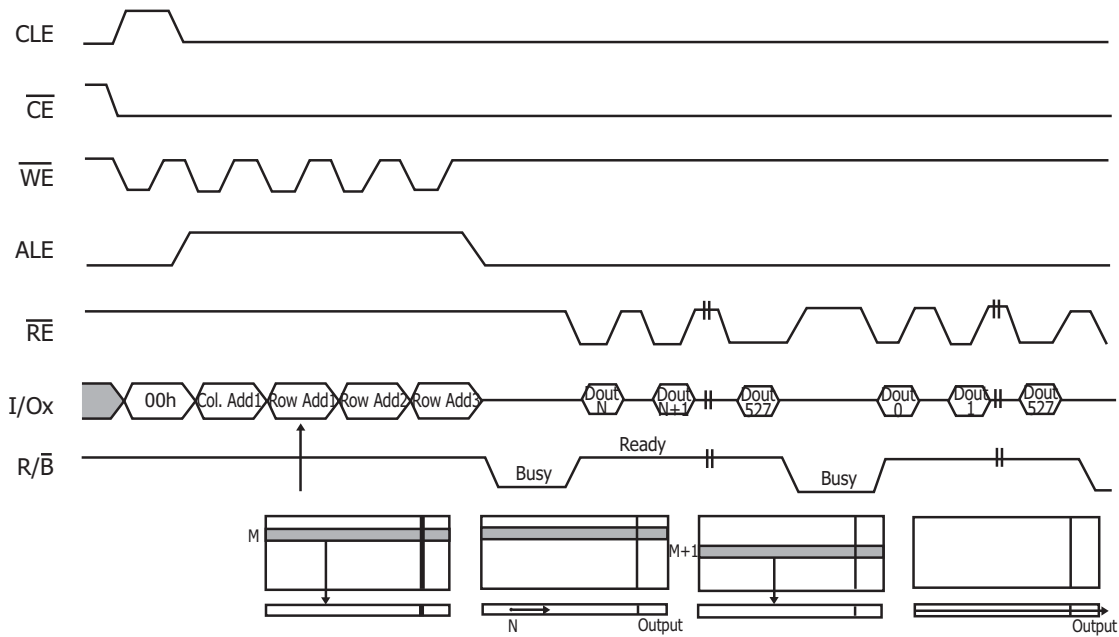 CLE
CE
WE
ALE
RE
I/Ox 00h Col. Add1 Row Add1 Row Add2 Row Add3 Dout N Dout N+1 Dout 527 Dout 0 Dout 1 Dout 527
R/B Busy Ready Busy
M M+1
N Output Output